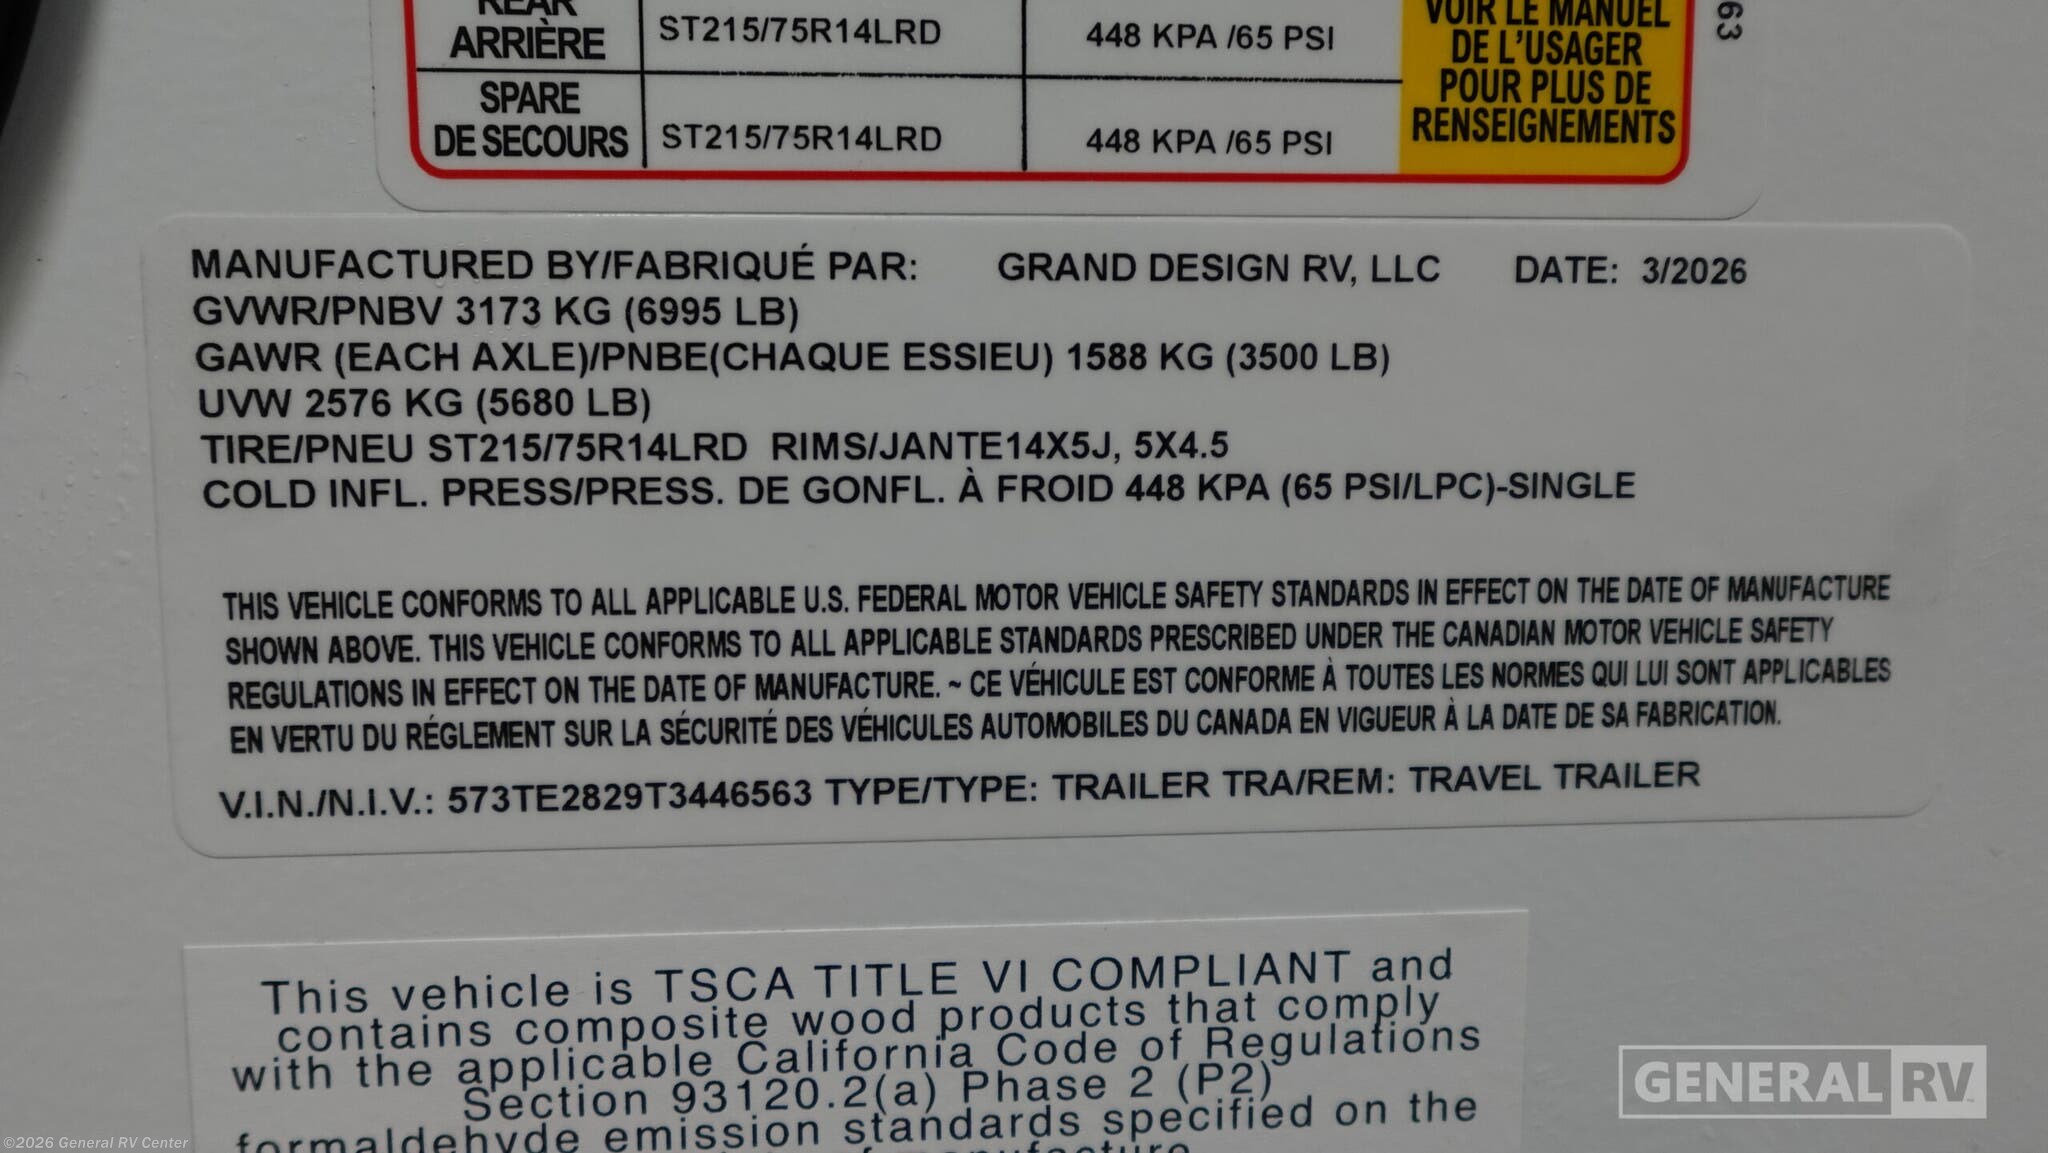 REAR
ARRIÈRE
ST215/75R14LRD
448 KPA /65 PSI
SPARE
DE SECOURS
ST215/75R14LRD
448 KPA /65 PSI
VOIR LE MANUEL
DE L'USAGER
POUR PLUS DE
RENSEIGNEMENTS
63
MANUFACTURED BY/FABRIQUÉ PAR: GRAND DESIGN RV, LLC DATE: 3/2026
GVWR/PNBV 3173 KG (6995 LB)
GAWR (EACH AXLE)/PNBE(CHAQUE ESSIEU) 1588 KG (3500 LB)
UVW 2576 KG (5680 LB)
TIRE/PNEU ST215/75R14LRD RIMS/JANTE14X5J, 5X4.5
COLD INFL. PRESS/PRESS. DE GONFL. À FROID 448 KPA (65 PSI/LPC)-SINGLE
THIS VEHICLE CONFORMS TO ALL APPLICABLE U.S. FEDERAL MOTOR VEHICLE SAFETY STANDARDS IN EFFECT ON THE DATE OF MANUFACTURE
SHOWN ABOVE. THIS VEHICLE CONFORMS TO ALL APPLICABLE STANDARDS PRESCRIBED UNDER THE CANADIAN MOTOR VEHICLE SAFETY
REGULATIONS IN EFFECT ON THE DATE OF MANUFACTURE. ~ CE VÉHICULE EST CONFORME À TOUTES LES NORMES QUI LUI SONT APPLICABLES
EN VERTU DU RÉGLEMENT SUR LA SÉCURITÉ DES VÉHICULES AUTOMOBILES DU CANADA EN VIGUEUR À LA DATE DE SA FABRICATION.
V.I.N./N.I.V.: 573TE2829T3446563 TYPE/TYPE: TRAILER TRA/REM: TRAVEL TRAILER
This vehicle is TSCA TITLE VI COMPLIANT and
contains composite wood products that comply
with the applicable California Code of Regulations
Section 93120.2(a) Phase 2 (P2)
formaldehyde emission standards specified on the
manufacture
GENERAL RV
©2026 General RV Center